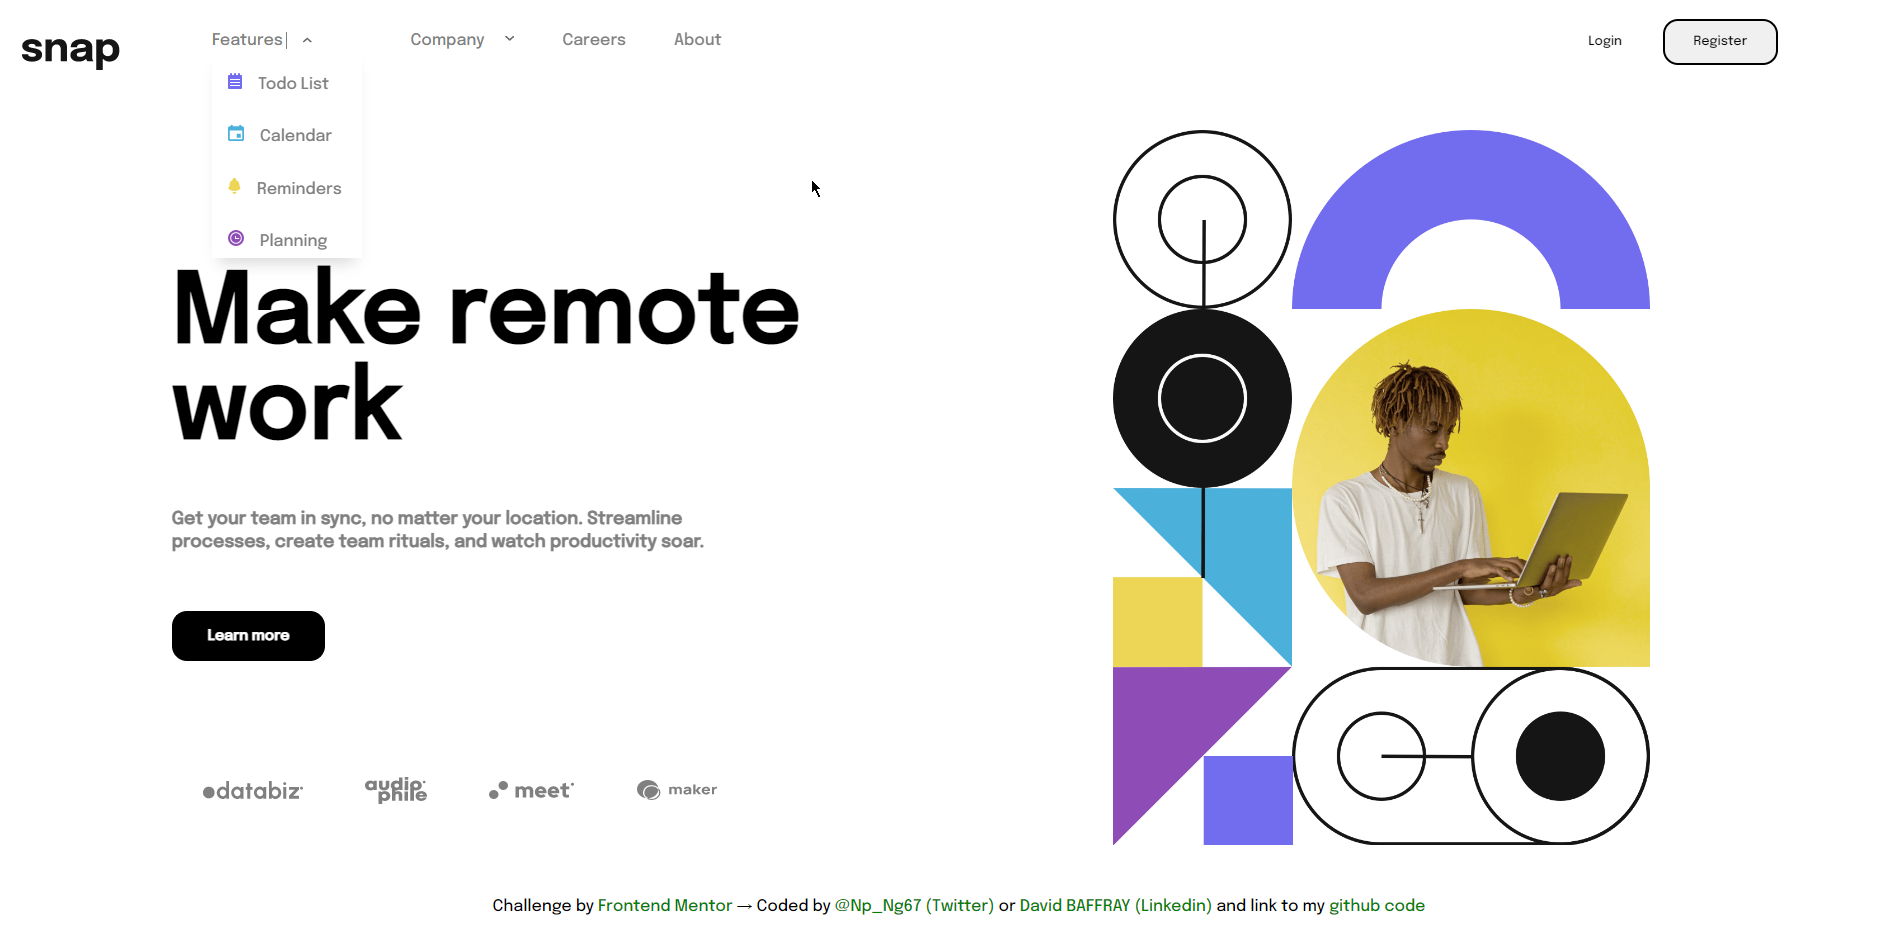 snap
Features
Company
Careers
About
Login
Register
Todo List
Calendar
Reminders
Planning
Make remote
work
Get your team in sync, no matter your location. Streamline
processes, create team rituals, and watch productivity soar.
Learn more
databiz
audio
phile
meet
maker
Challenge by Frontend Mentor → Coded by @Np_Ng67 (Twitter) or David BAFFRAY (Linkedin) and link to my github code